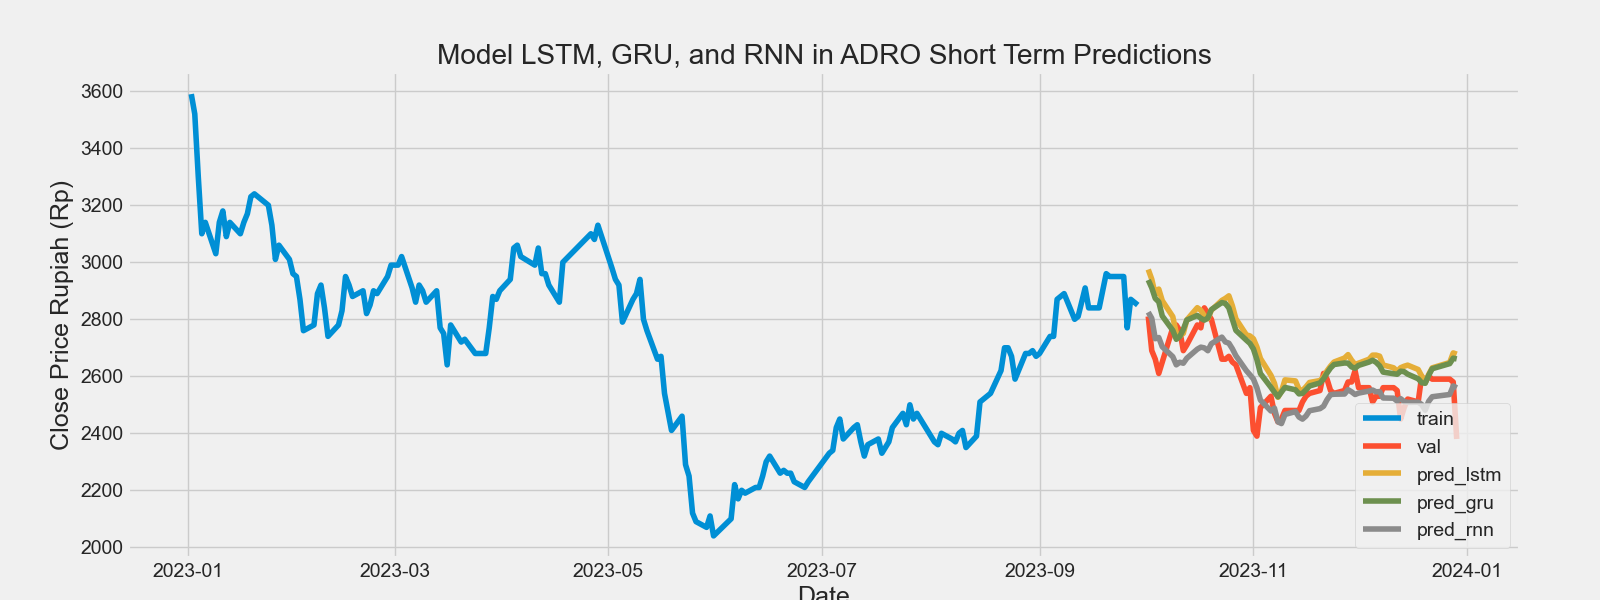 Model LSTM, GRU, and RNN in ADRO Short Term Predictions
Close Price Rupiah (Rp)
3600
3400
3200
3000
2800
2600
2400
2200
2000
train
val
pred_lstm
pred_gru
pred_rnn
2023-01 2023-03 2023-05 2023-07 2023-09 2023-11 2024-01
Date